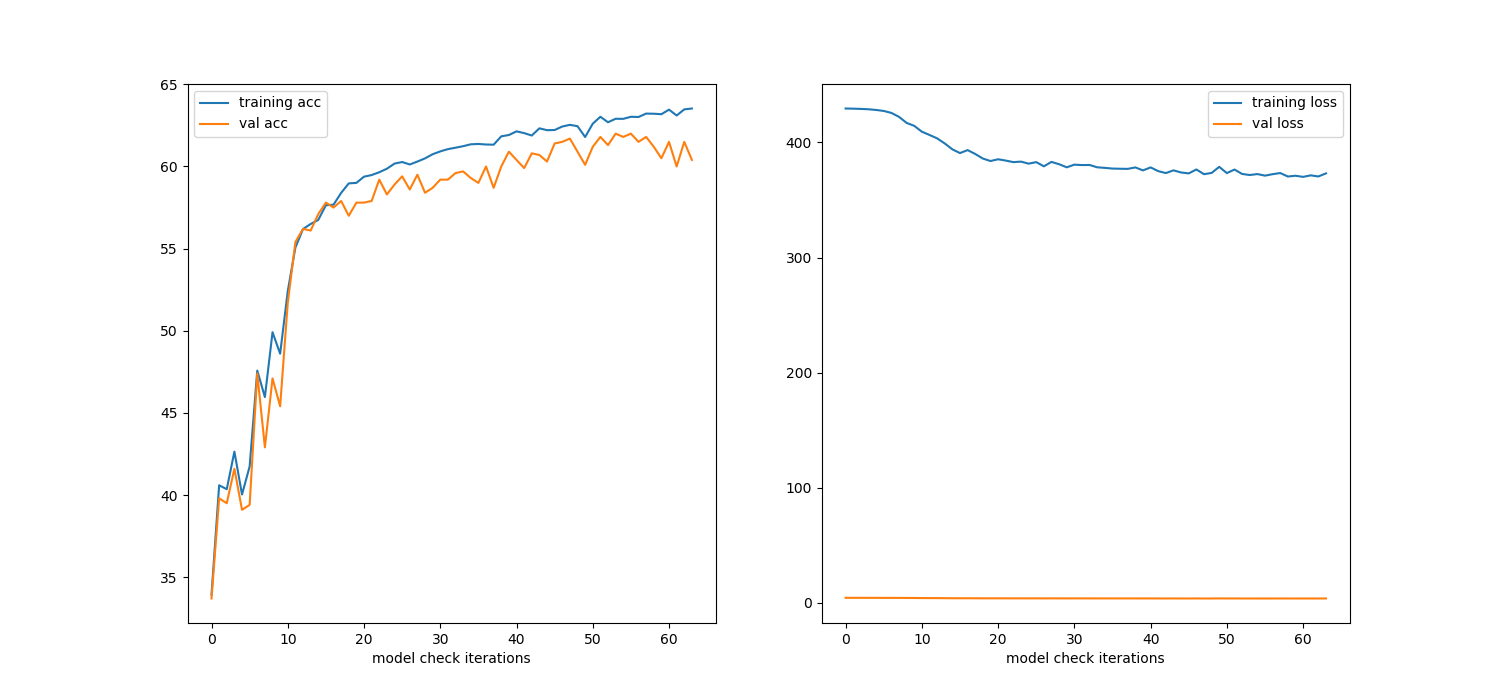 training acc
val acc
65
60
55
50
45
40
35
0 10 20 30 40 50 60
model check iterations
training loss
val loss
400
300
200
100
0
0 10 20 30 40 50 60
model check iterations